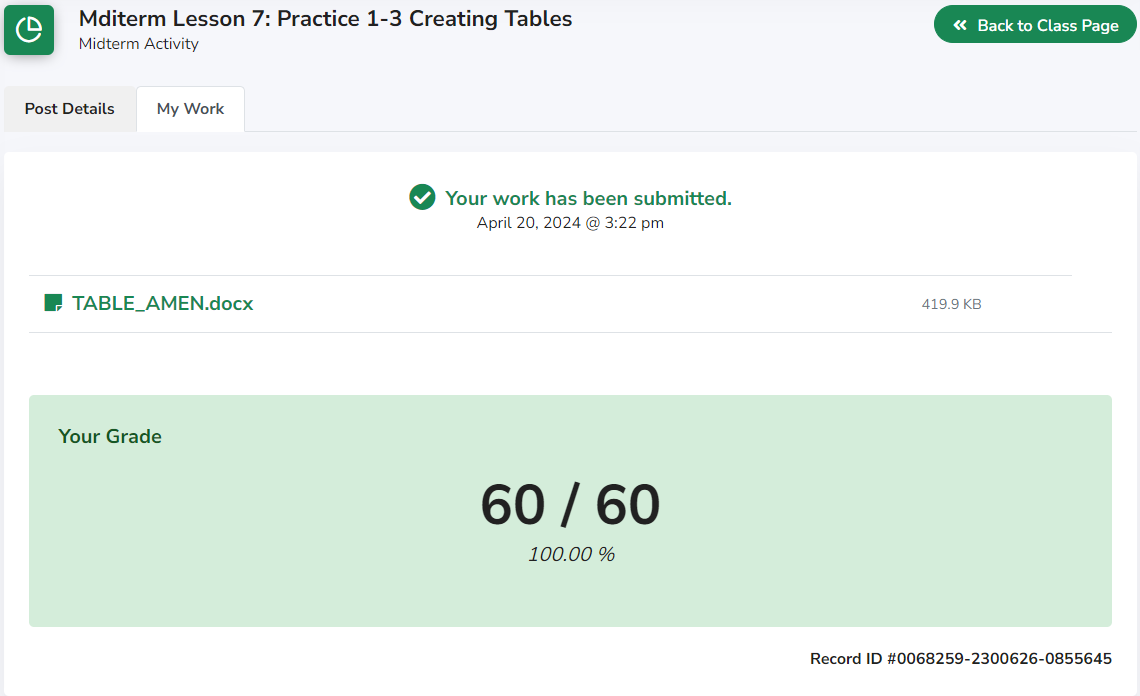 Mditerm Lesson 7: Practice 1-3 Creating Tables
Midterm Activity
Back to Class Page
Post Details
My Work
Your work has been submitted.
April 20, 2024 @ 3:22 pm
TABLE_AMEN.docx 419.9 KB
Your Grade
60 / 60
100.00 %
Record ID #0068259-2300626-0855645